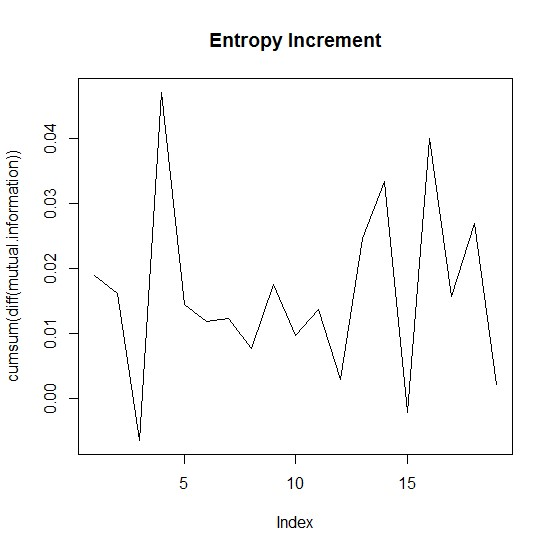 Entropy Increment
cumsum(diff(mutual.information))
0.04
0.03
0.02
0.01
0.00
5
10
15
Index